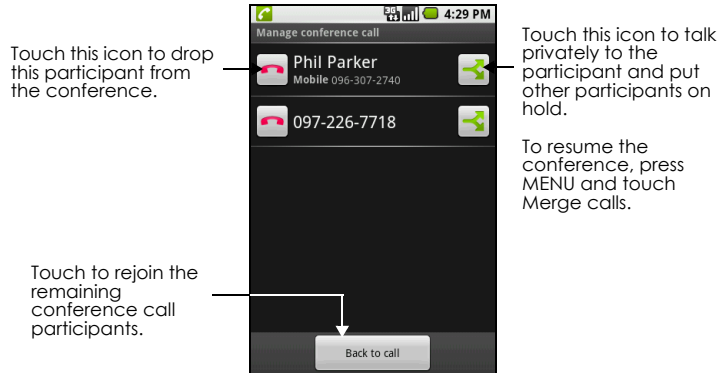 Touch this icon to drop
this participant from
the conference.
3G
4:29 PM
Manage conference call
Phil Parker
Mobile 096-307-2740
097-226-7718
Back to call
Touch this icon to talk
privately to the
participant and put
other participants on
hold.
To resume the
conference, press
MENU and touch
Merge calls.
Touch to rejoin the
remaining
conference call
participants.